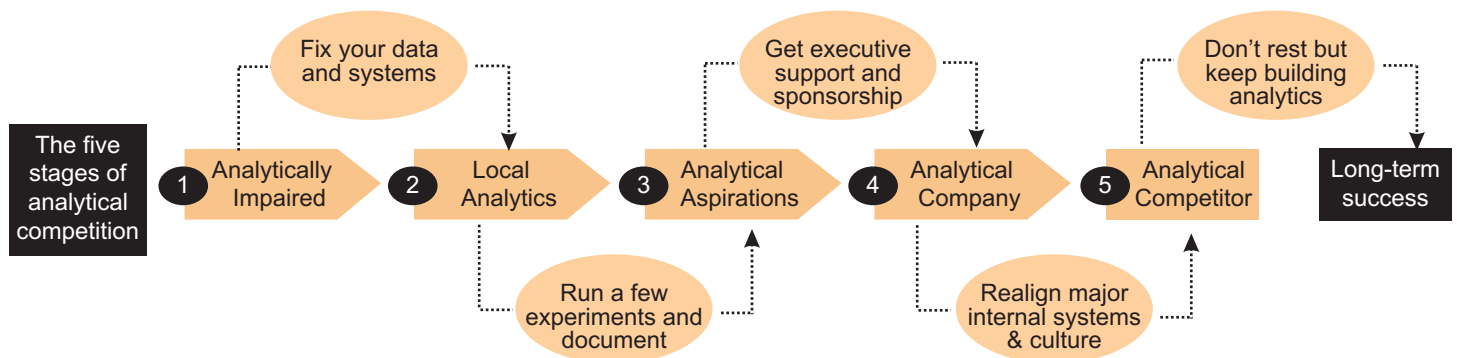 The five
stages of
analytical
competition
Fix your data
and systems
1
Analytically
Impaired
2
Local
Analytics
Run a few
experiments and
document
3
Analytical
Aspirations
Get executive
support and
sponsorship
4
Analytical
Company
Realign major
internal systems
& culture
5
Analytical
Competitor
Don’t rest but
keep building
analytics
Long-term
success